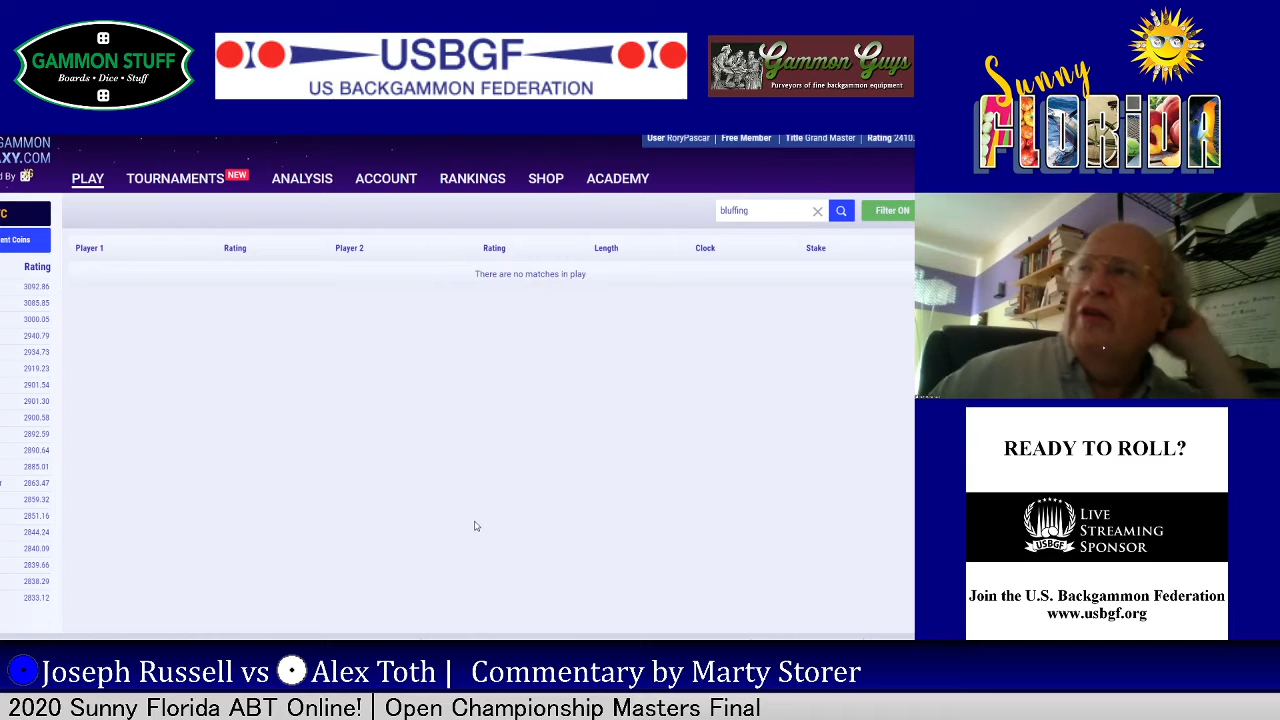 GAMMON STUFF
Boards • Dice • Stuff
USBGF
US BACKGAMMON FEDERATION
Gammon Guys
Purveyors of fine backgammon equipment
Sunny
FLORIDA
GAMMON
AXY.COM
d By
User RoryPascar | Free Member | Title Grand Master | Rating 2410.
PLAY TOURNAMENTS NEW ANALYSIS ACCOUNT RANKINGS SHOP ACADEMY
bluffing
Filter ON
ent Coins
Rating
3092.86
3085.85
3000.05
2940.79
2934.73
2919.23
2901.54
2901.30
2900.58
2892.59
2890.64
2885.01
2863.47
2859.32
2851.16
2844.24
2840.09
2839.66
2838.29
2833.12
Player 1 Rating Player 2 Rating Length Clock Stake
There are no matches in play
READY TO ROLL?
USBGF
LIVE
STREAMING
SPONSOR
Join the U.S. Backgammon Federation
www.usbgf.org
Joseph Russell vs Alex Toth | Commentary by Marty Storer
2020 Sunny Florida ABT Online! | Open Championship Masters Final